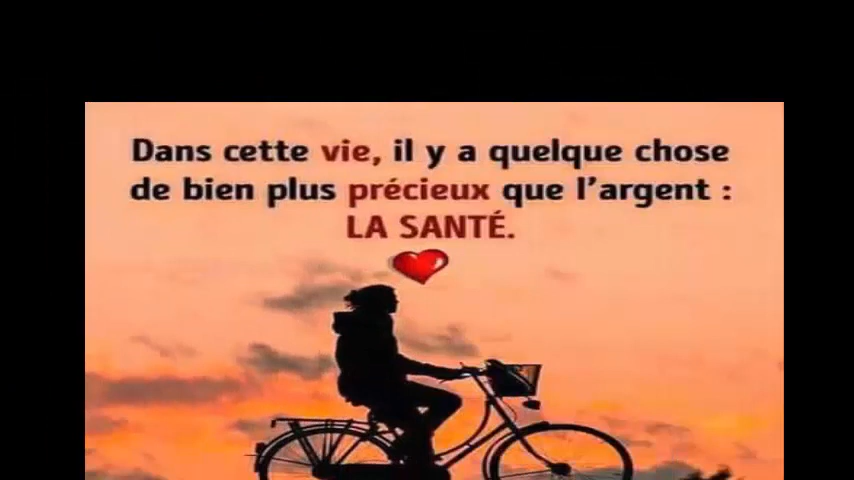 Dans cette vie, il y a quelque chose
de bien plus précieux que l'argent :
LA SANTÉ.